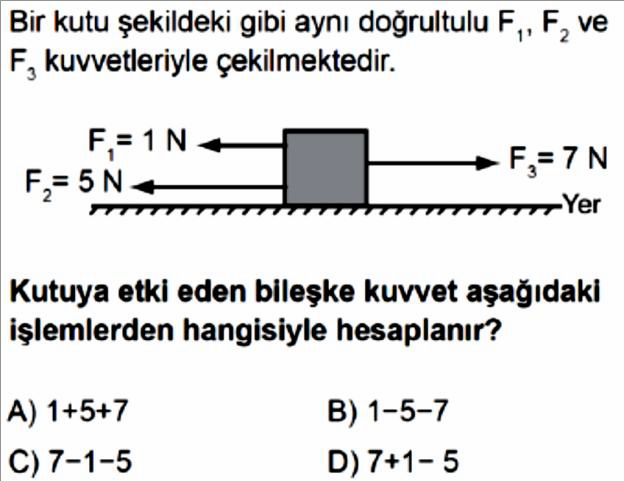 Bir kutu şekildeki gibi aynı doğrultulu F₁, F₂ ve
F₃ kuvvetleriyle çekilmektedir.
F₁= 1 N
F₃= 7 N
F₂= 5 N
Yer
Kutuya etki eden bileşke kuvvet aşağıdaki
işlemlerden hangisiyle hesaplanır?
A) 1+5+7
B) 1−5−7
C) 7−1−5
D) 7+1− 5